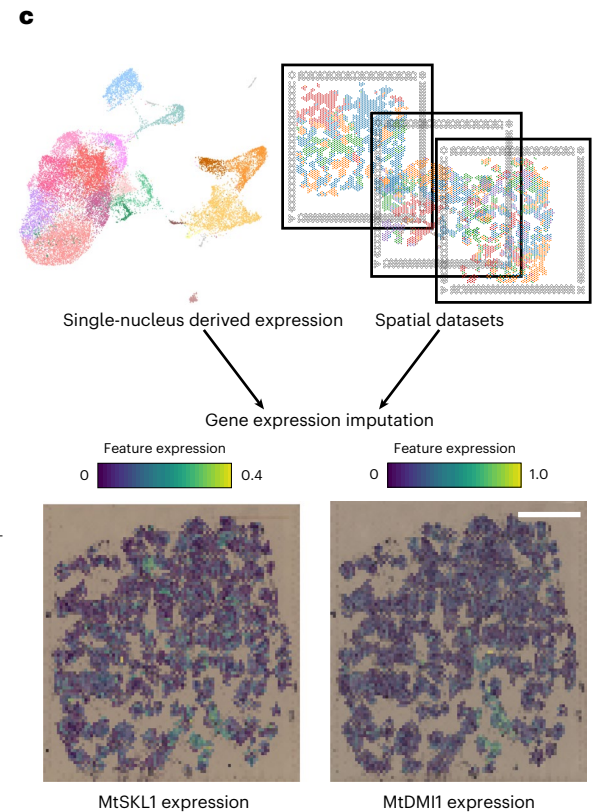 c
Single-nucleus derived expression
Spatial datasets
Gene expression imputation
Feature expression
Feature expression
0
0.4
0
1.0
MtSKL1 expression
MtDMI1 expression